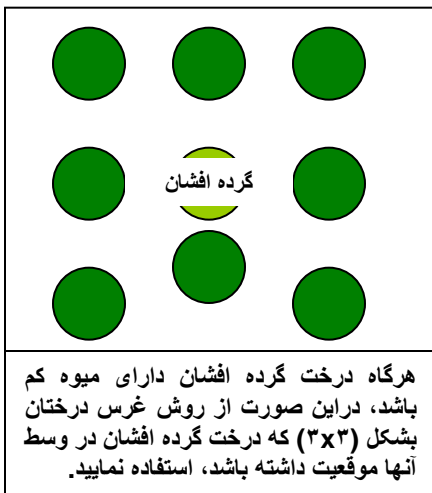 گرده افشان
هرگاه درخت گرده افشان دارای میوه کم
باشد، دراین صورت از روش غرس درختان
بشکل (۳x۳) که درخت گرده افشان در وسط
آنها موقعیت داشته باشد، استفاده نمایید.